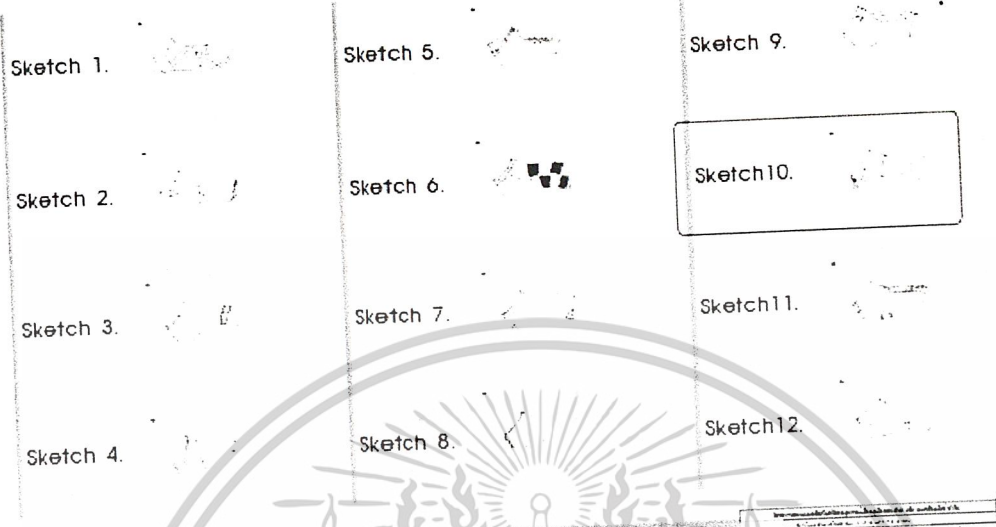 Sketch 1.
Sketch 2.
Sketch 3.
Sketch 4.
Sketch 5.
Sketch 6.
Sketch 7.
Sketch 8.
Sketch 9.
Sketch10.
Sketch11.
Sketch12.